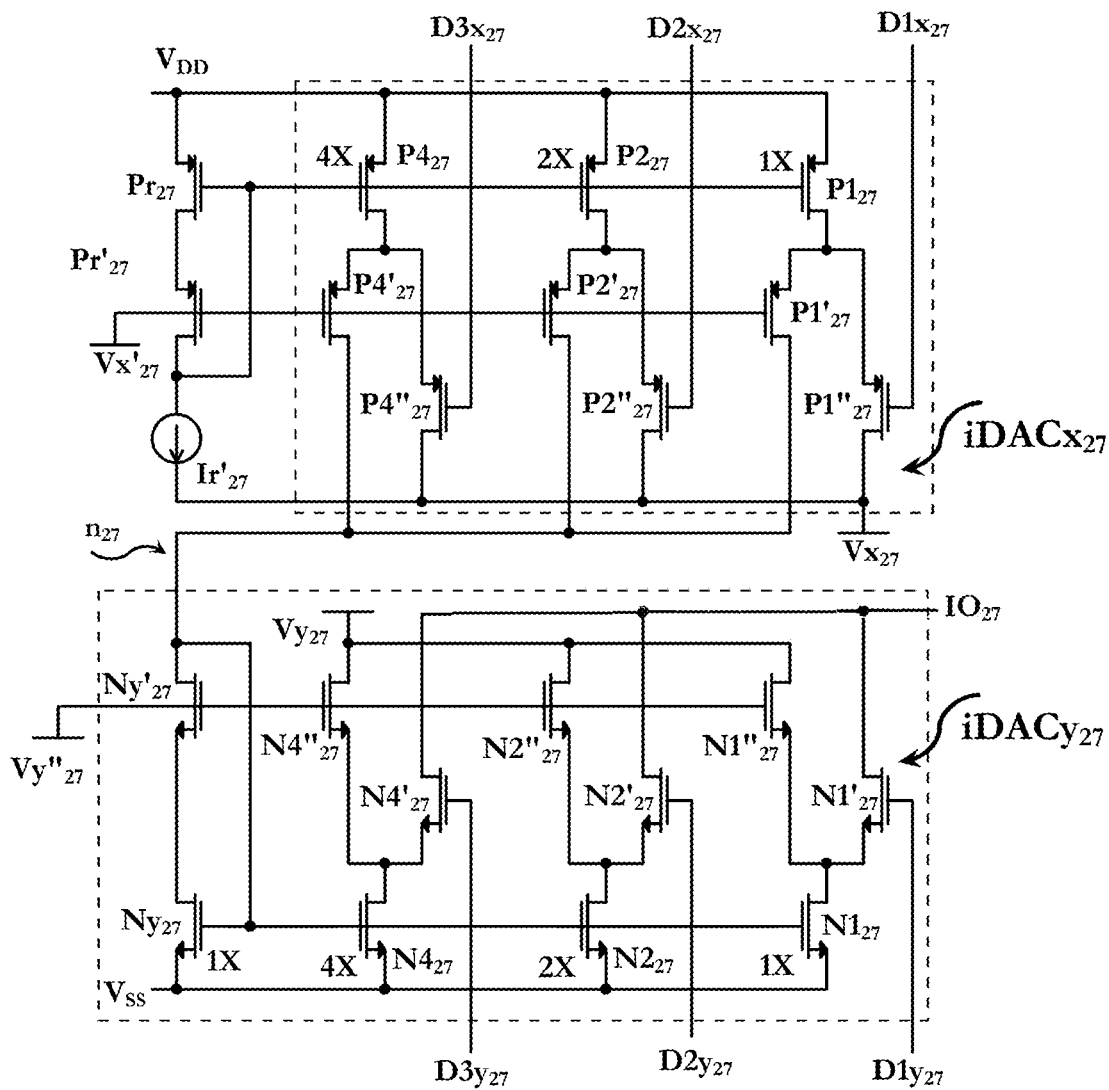 D3x27 D2x27 D1x27
VDD
4X P427 2X P227 1X
Pr27 P127
Pr'27 P4'27 P2'27 P1'27
Vx'27
P4"27 P2"27 P1"27
iDACx27
Ir'27
n27
Vx27
Vy27 IO27
Ny'27
iDACy27
N4"27 N2"27 N1"27
Vy"27
N4'27 N2'27 N1'27
Ny27 N127
1X 4X N427 2X N227 1X
VSS
D3y27 D2y27 D1y27